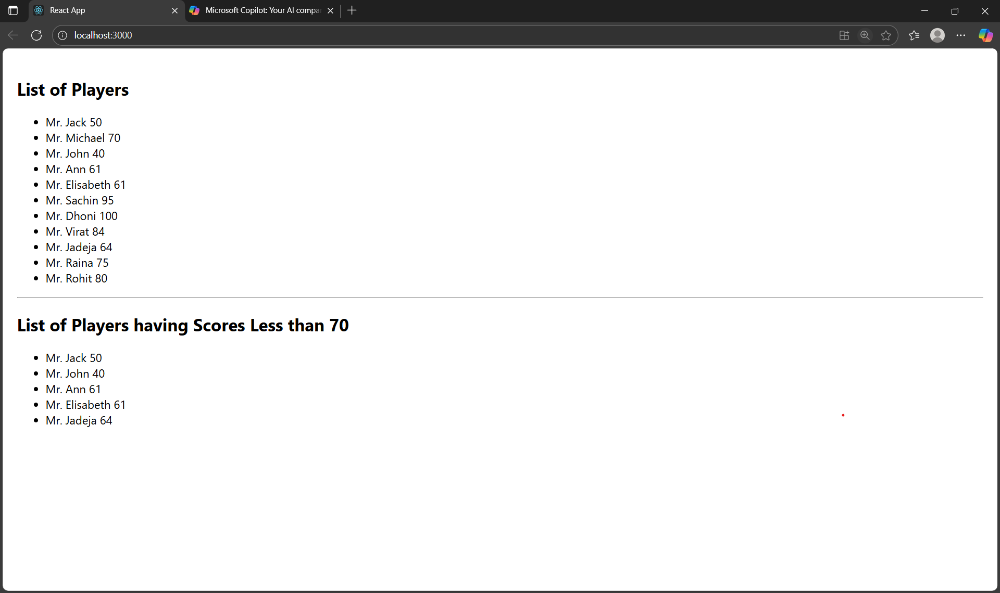 React App
Microsoft Copilot: Your AI compa
localhost:3000
List of Players
• Mr. Jack 50
• Mr. Michael 70
• Mr. John 40
• Mr. Ann 61
• Mr. Elisabeth 61
• Mr. Sachin 95
• Mr. Dhoni 100
• Mr. Virat 84
• Mr. Jadeja 64
• Mr. Raina 75
• Mr. Rohit 80
List of Players having Scores Less than 70
• Mr. Jack 50
• Mr. John 40
• Mr. Ann 61
• Mr. Elisabeth 61
• Mr. Jadeja 64